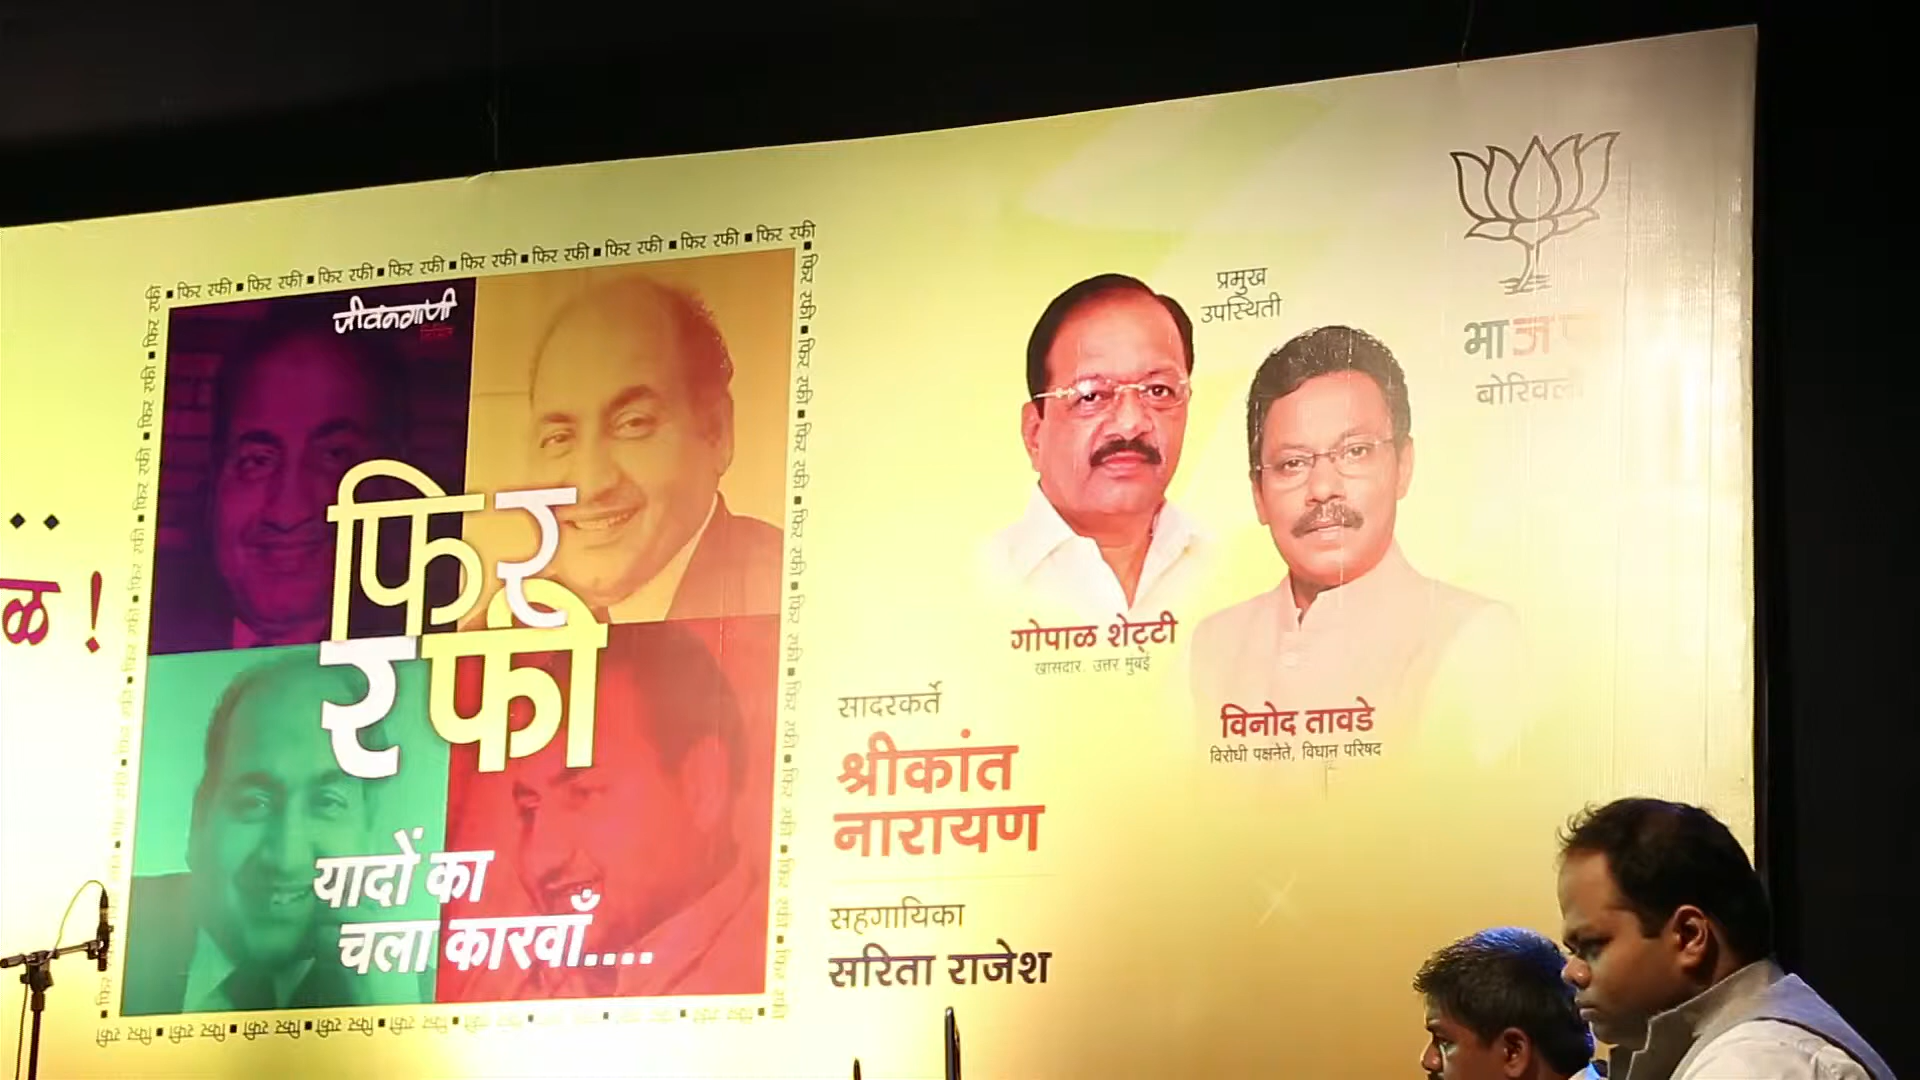 ळ !
फिर रफी ▪ फिर रफी ▪ फिर रफी ▪ फिर रफी ▪ फिर रफी ▪ फिर रफी ▪ फिर रफी ▪ फिर रफी ▪ फिर रफी
जीवनगाणी
फिर
रफी
यादों का
चला कारवाँ....
प्रमुख
उपस्थिती
गोपाळ शेट्टी
खासदार, उत्तर मुंबई
विनोद तावडे
विरोधी पक्षनेते, विधान परिषद
सादरकर्ते
श्रीकांत
नारायण
सहगायिका
सरिता राजेश
भाजप